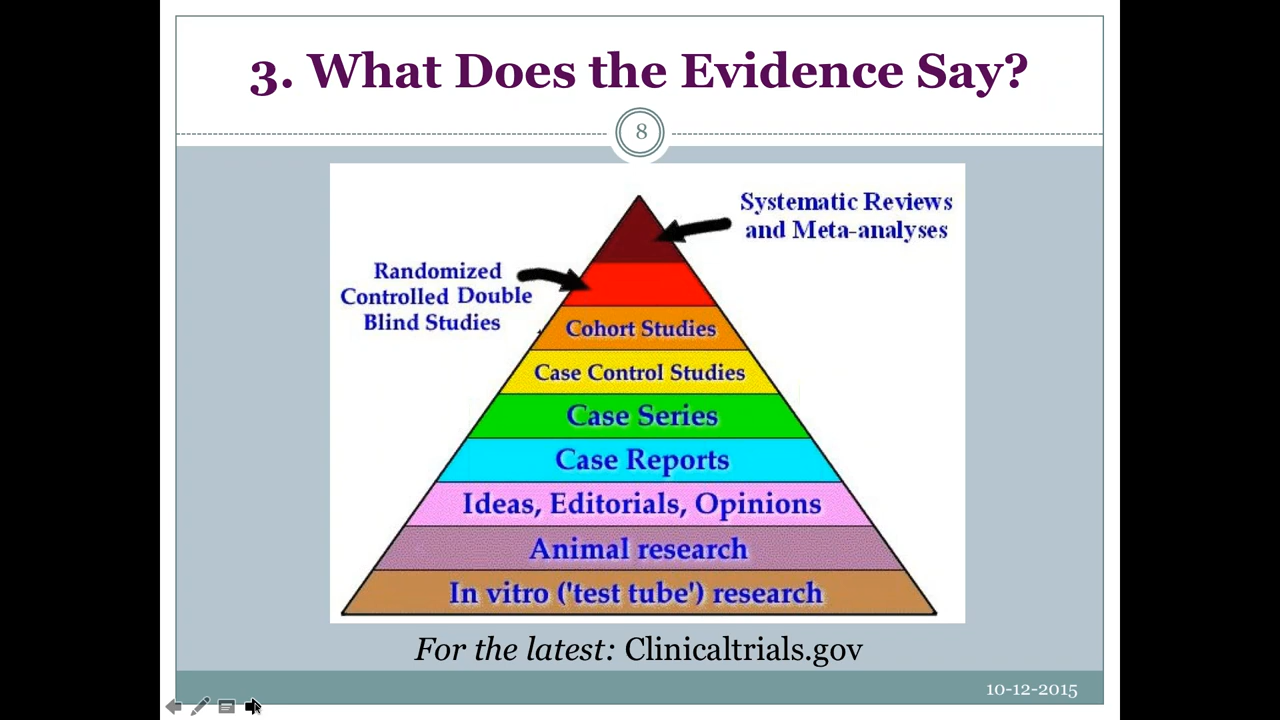 3. What Does the Evidence Say?
8
Systematic Reviews
and Meta-analyses
Randomized
Controlled Double
Blind Studies
Cohort Studies
Case Control Studies
Case Series
Case Reports
Ideas, Editorials, Opinions
Animal research
In vitro ('test tube') research
For the latest: Clinicaltrials.gov
10-12-2015